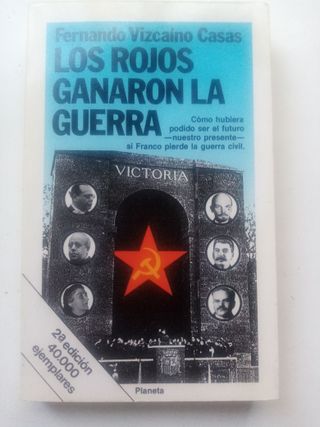 Fernando Vizcaíno Casas
LOS ROJOS
GANARON LA
GUERRA
Cómo hubiera
podido ser el futuro
—nuestro presente—
si Franco pierde la guerra civil.
VICTORIA
2ª edición
40.000
ejemplares
Planeta